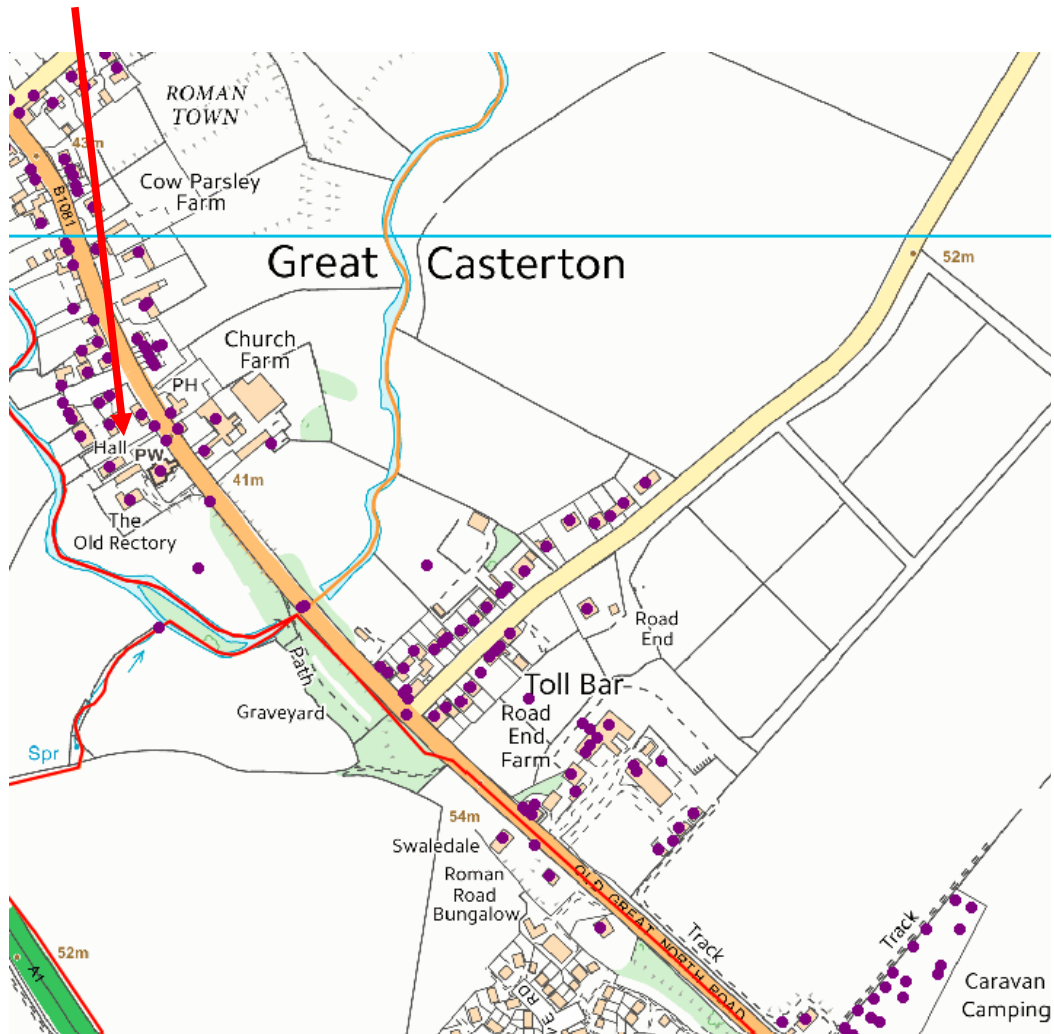 ROMAN
TOWN
43m
Cow Parsley
Farm
B1081
Great Casterton
52m
Church
Farm
PH
Hall
PW
41m
The
Old Rectory
Road
End
Path
Toll Bar
Graveyard
Road
End
Farm
Spr
54m
Swaledale
Roman
Road
Bungalow
OLD GREAT NORTH ROAD
Track
Track
52m
A1
VE RD
Caravan
Camping